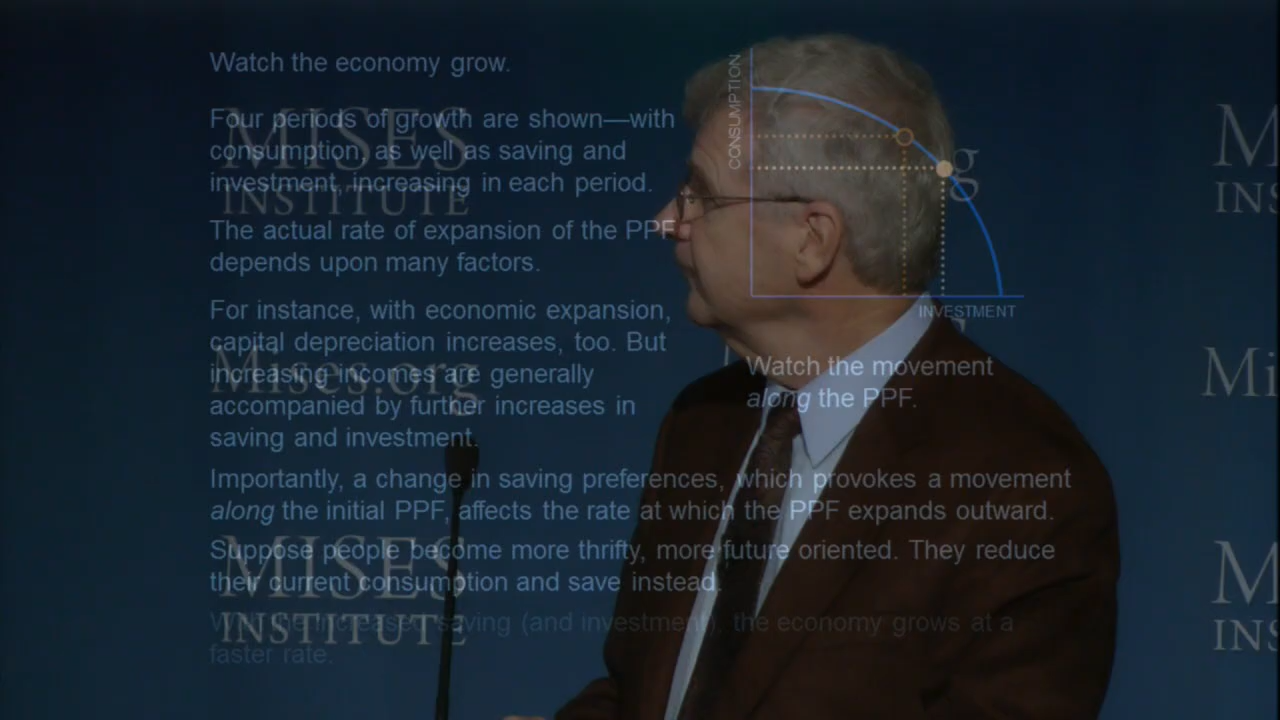 Watch the economy grow.
Four periods of growth are shown—with
consumption, as well as saving and
investment, increasing in each period.
The actual rate of expansion of the PPF
depends upon many factors.
For instance, with economic expansion,
capital depreciation increases, too. But
increasing incomes are generally
accompanied by further increases in
saving and investment.
Importantly, a change in saving preferences, which provokes a movement
along the initial PPF, affects the rate at which the PPF expands outward.
Suppose people become more thrifty, more future oriented. They reduce
their current consumption and save instead.
With the increased saving (and investment), the economy grows at a
faster rate.
CONSUMPTION
INVESTMENT
Watch the movement
along the PPF.
MISES
INSTITUTE
Mises.org
MISES
INSTITUTE
g
M
INS
Mi
M
INS